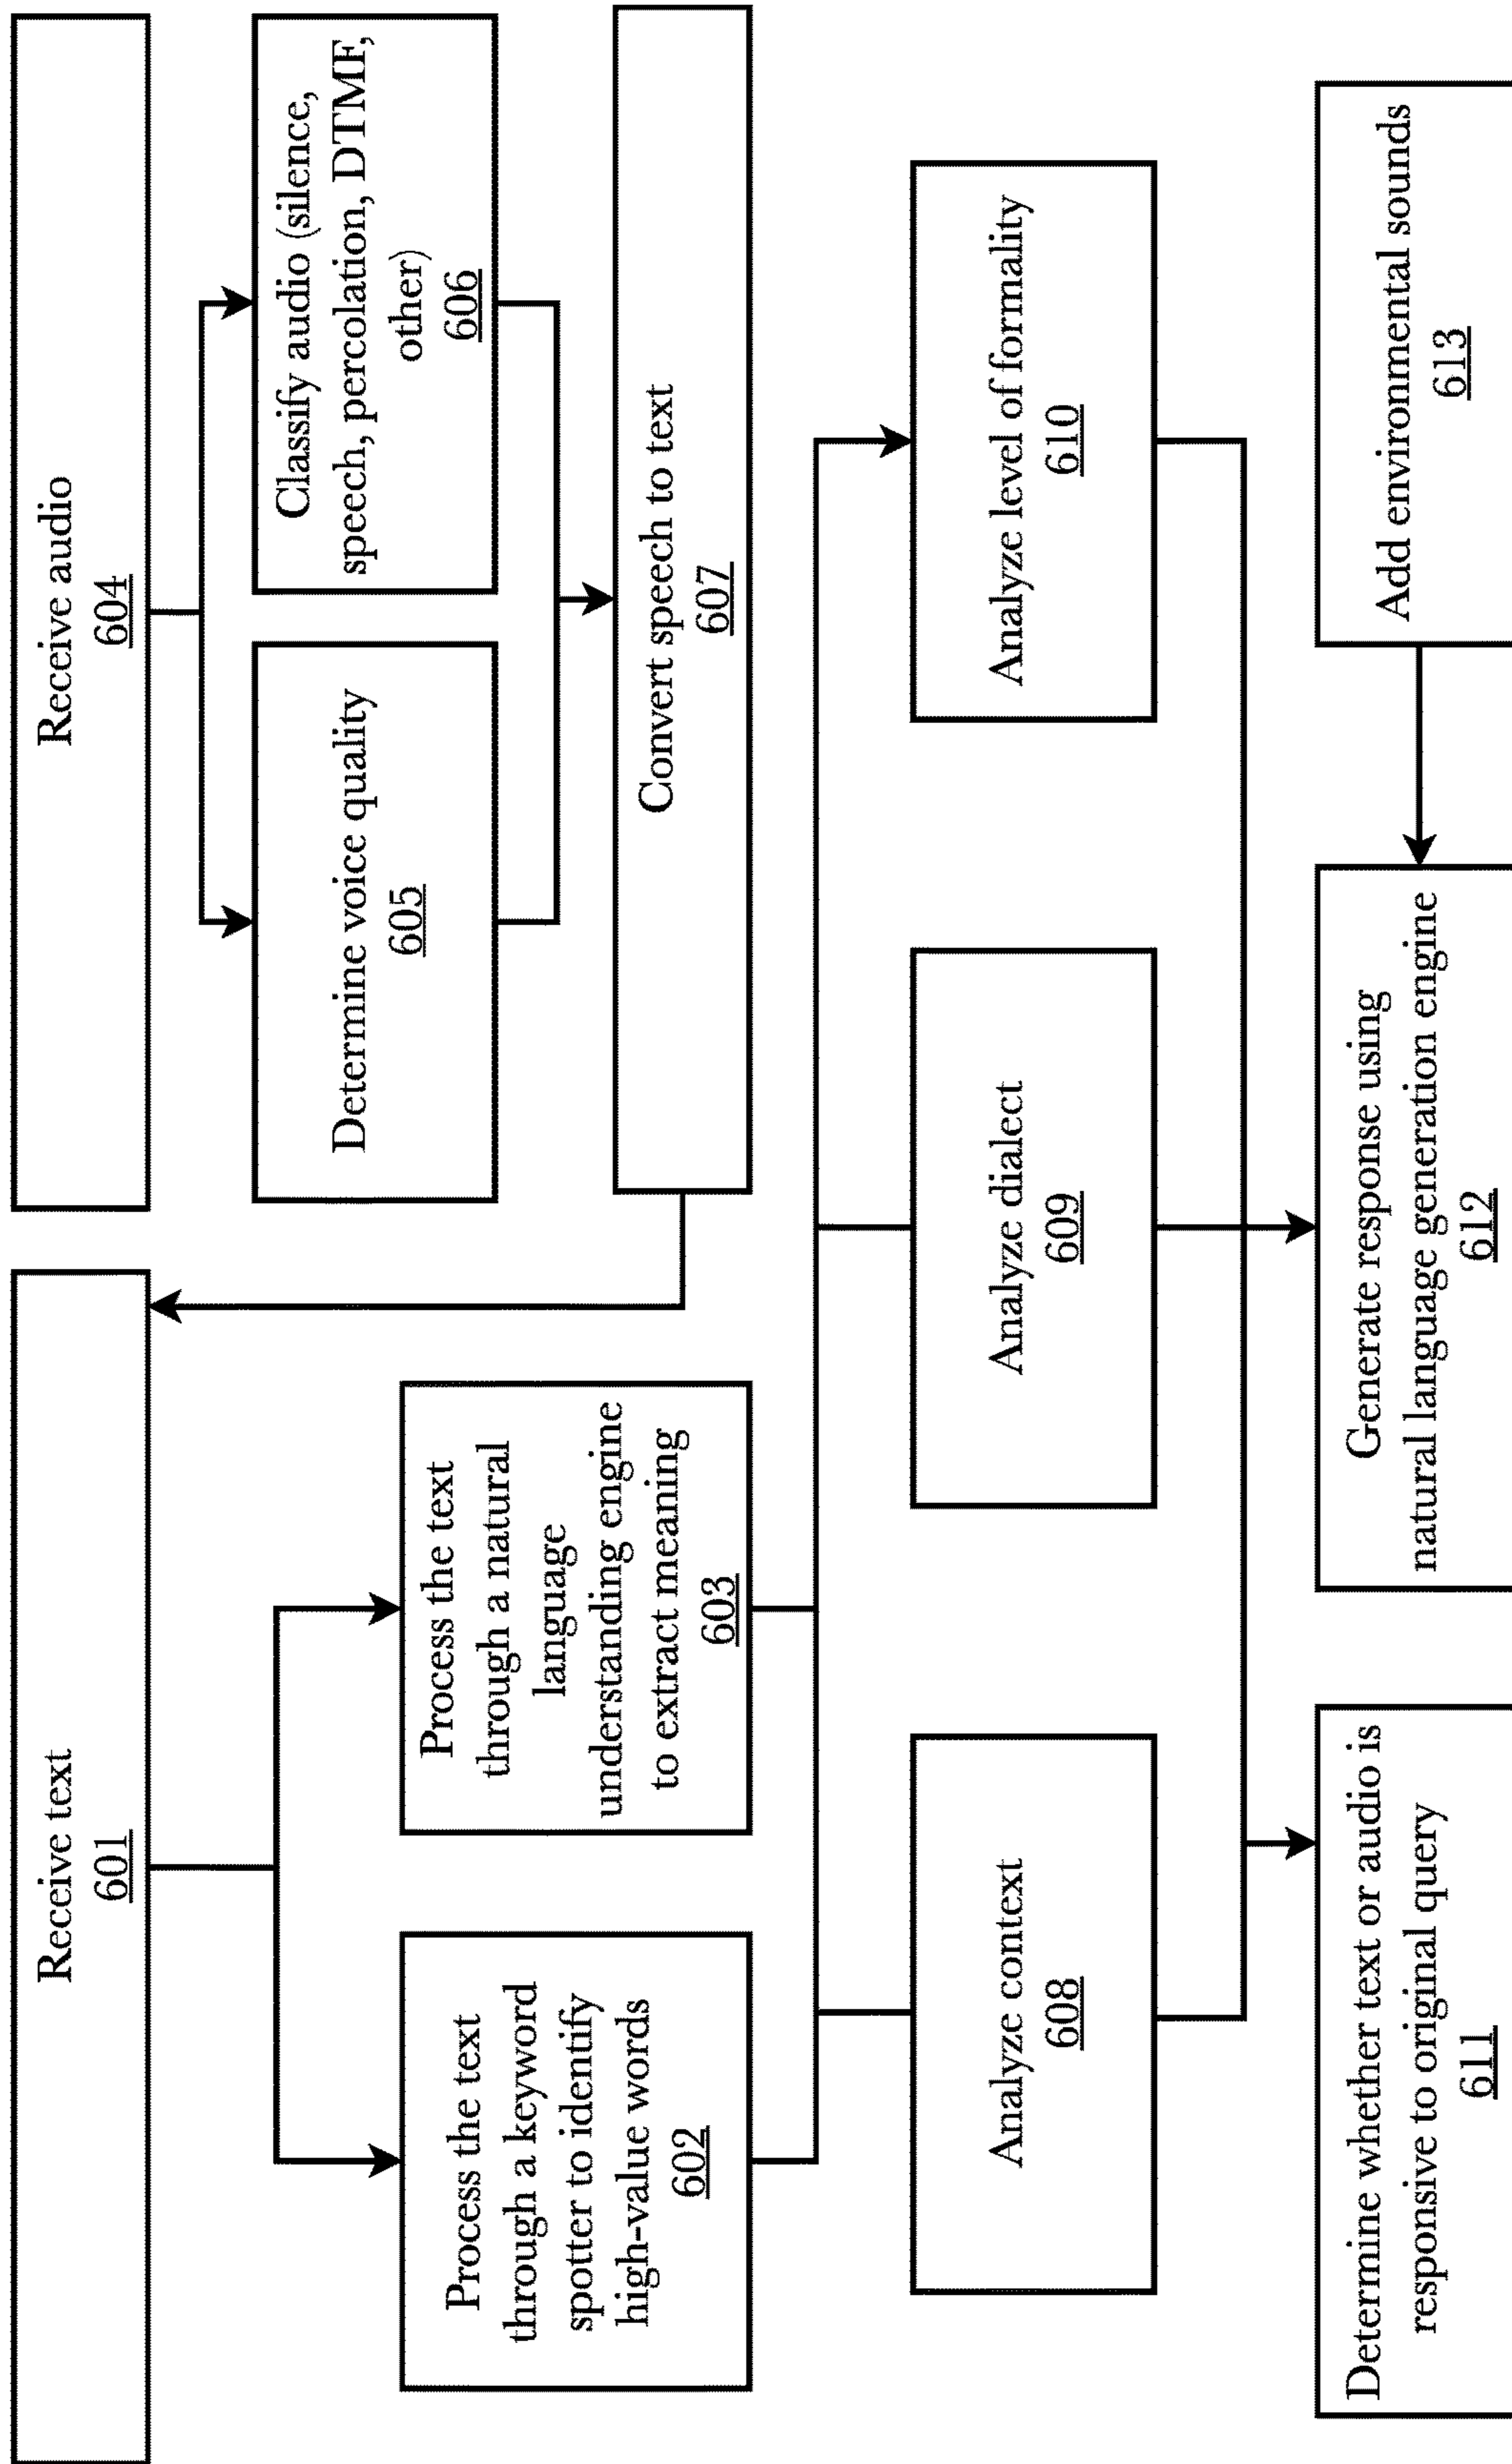 Receive text
601
Receive audio
604
Determine voice quality
605
Classify audio (silence,
speech, percolation, DTMF,
other)
606
Process the text
through a keyword
spotter to identify
high-value words
602
Process the text
through a natural
language
understanding engine
to extract meaning
603
Convert speech to text
607
Analyze context
608
Analyze dialect
609
Analyze level of formality
610
Determine whether text or audio is
responsive to original query
611
Generate response using
natural language generation engine
612
Add environmental sounds
613